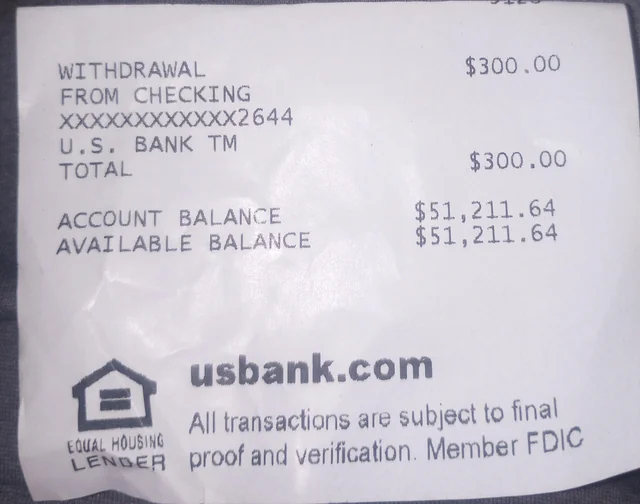 WITHDRAWAL $300.00
FROM CHECKING
XXXXXXXXXXXX2644
U.S. BANK TM
TOTAL $300.00
ACCOUNT BALANCE $51,211.64
AVAILABLE BALANCE $51,211.64
usbank.com
All transactions are subject to final
proof and verification. Member FDIC
EQUAL HOUSING
LENDER